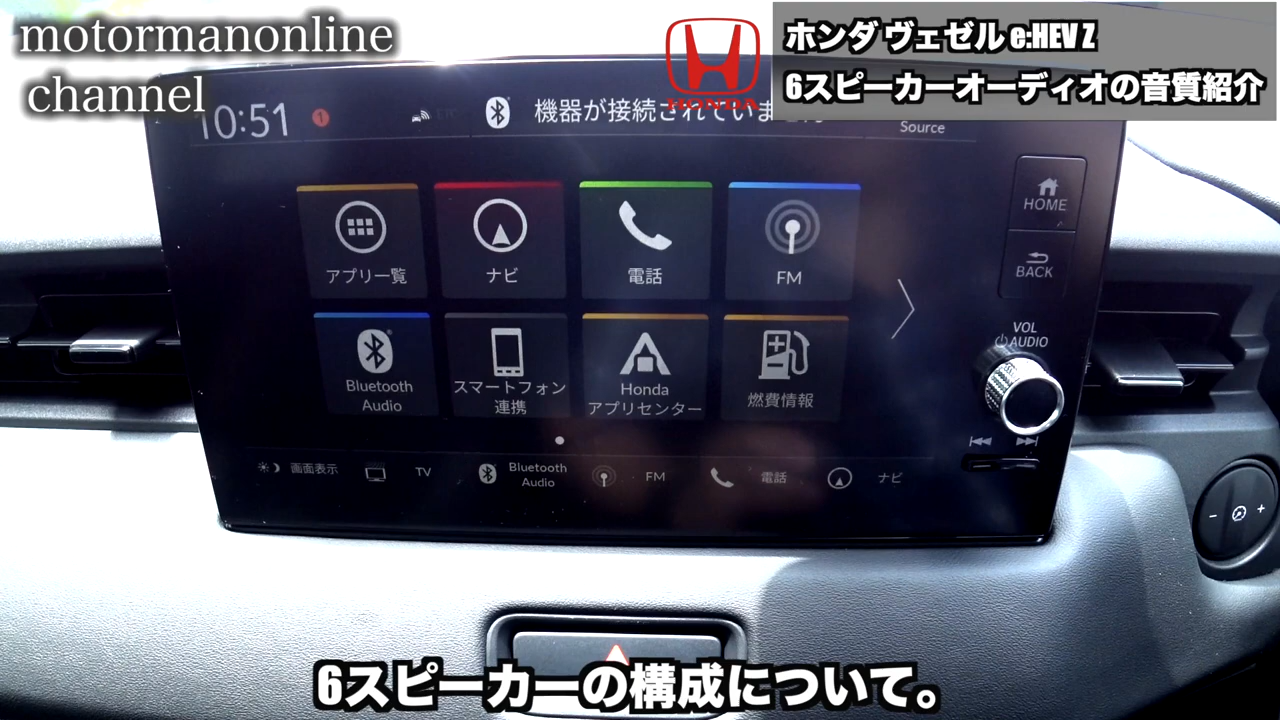 motormanonline
channel
HONDA
ホンダ ヴェゼル e:HEV Z
6スピーカーオーディオの音質紹介
10:51
1
機器が接続されていま
Source
HOME
BACK
アプリ一覧
ナビ
電話
FM
VOL
AUDIO
Bluetooth
Audio
スマートフォン
連携
Honda
アプリセンター
燃費情報
画面表示
TV
Bluetooth
Audio
FM
電話
ナビ
6スピーカーの構成について。